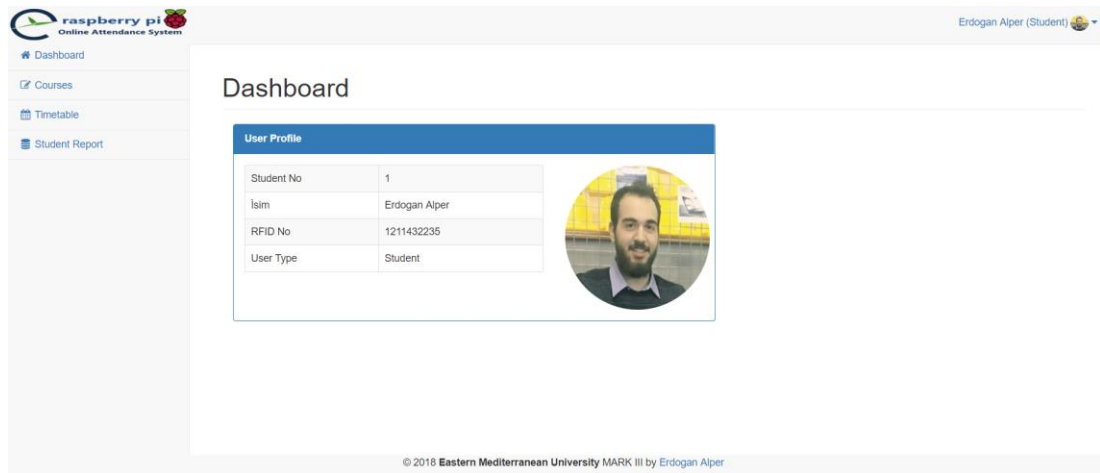 raspberry pi
Online Attendance System
Erdogan Alper (Student)
Dashboard
Courses
Timetable
Student Report
Dashboard
User Profile
Student No 1
İsim Erdogan Alper
RFID No 1211432235
User Type Student
© 2018 Eastern Mediterranean University MARK III by Erdogan Alper